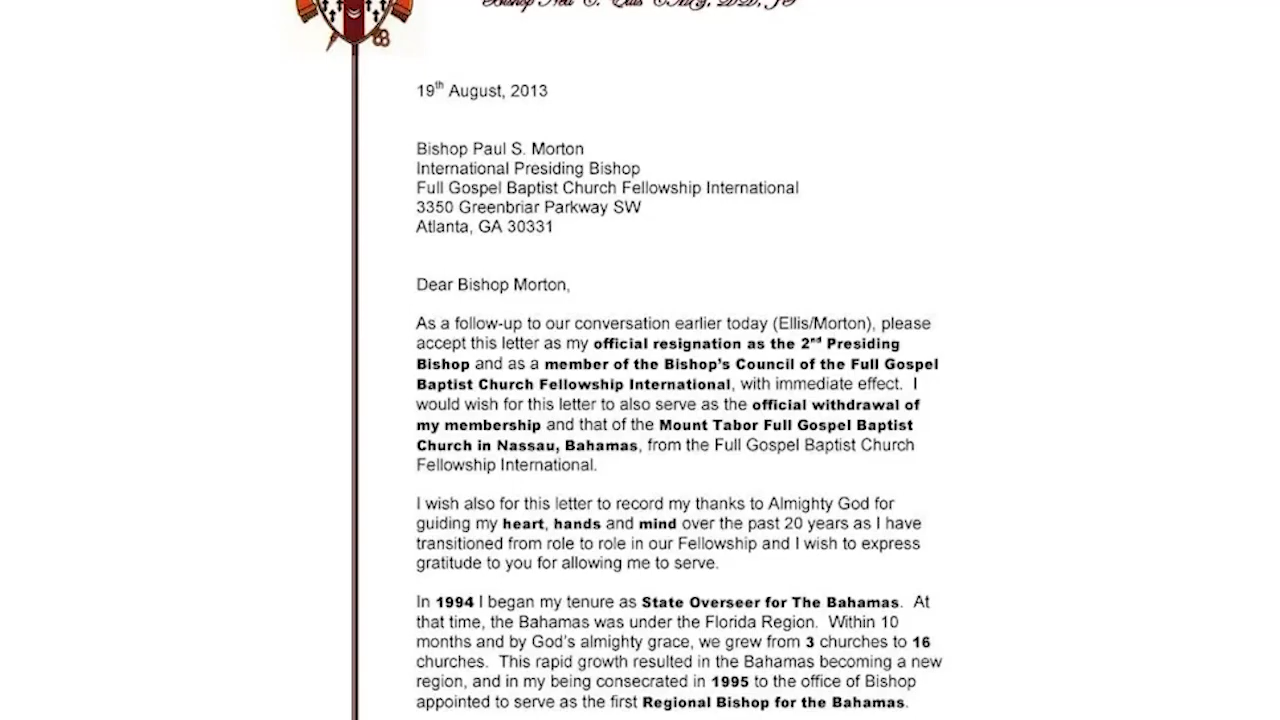 19th August, 2013
Bishop Paul S. Morton
International Presiding Bishop
Full Gospel Baptist Church Fellowship International
3350 Greenbriar Parkway SW
Atlanta, GA 30331
Dear Bishop Morton,
As a follow-up to our conversation earlier today (Ellis/Morton), please
accept this letter as my official resignation as the 2nd Presiding
Bishop and as a member of the Bishop's Council of the Full Gospel
Baptist Church Fellowship International, with immediate effect. I
would wish for this letter to also serve as the official withdrawal of
my membership and that of the Mount Tabor Full Gospel Baptist
Church in Nassau, Bahamas, from the Full Gospel Baptist Church
Fellowship International.
I wish also for this letter to record my thanks to Almighty God for
guiding my heart, hands and mind over the past 20 years as I have
transitioned from role to role in our Fellowship and I wish to express
gratitude to you for allowing me to serve.
In 1994 I began my tenure as State Overseer for The Bahamas. At
that time, the Bahamas was under the Florida Region. Within 10
months and by God's almighty grace, we grew from 3 churches to 16
churches. This rapid growth resulted in the Bahamas becoming a new
region, and in my being consecrated in 1995 to the office of Bishop
appointed to serve as the first Regional Bishop for the Bahamas.